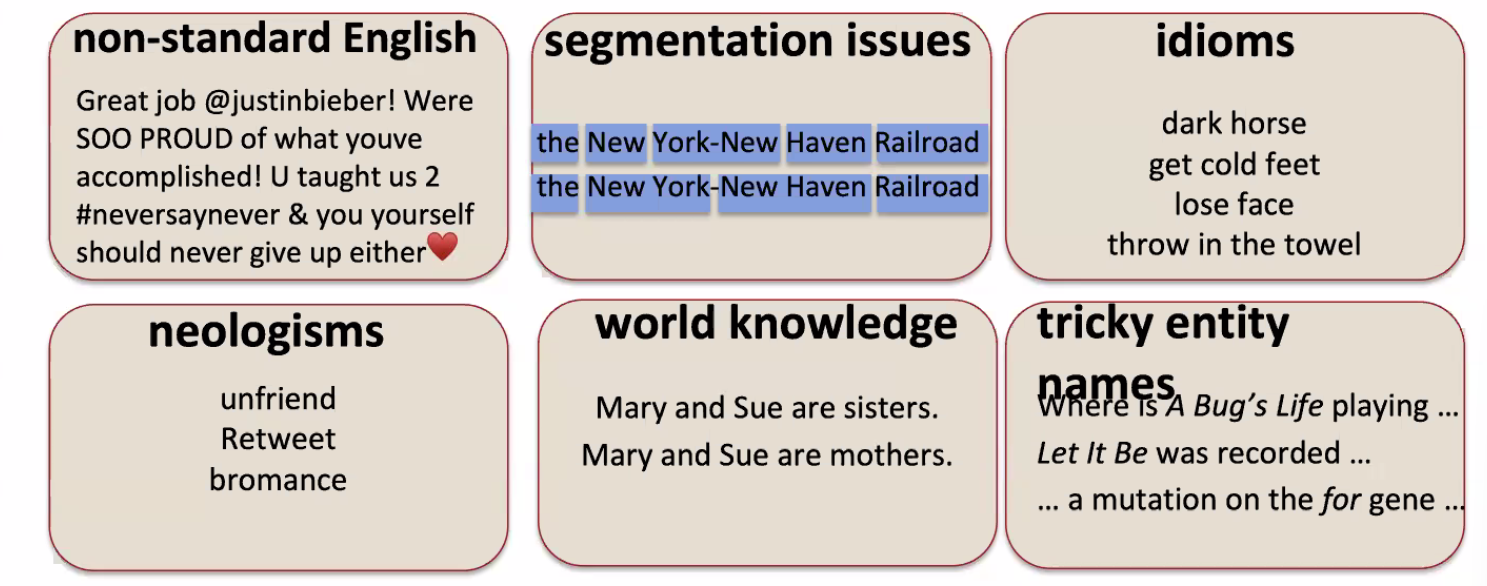 non-standard English
Great job @justinbieber! Were
SOO PROUD of what youve
accomplished! U taught us 2
#neversaynever & you yourself
should never give up either♥
segmentation issues
the New York-New Haven Railroad
the New York-New Haven Railroad
idioms
dark horse
get cold feet
lose face
throw in the towel
neologisms
unfriend
Retweet
bromance
world knowledge
Mary and Sue are sisters.
Mary and Sue are mothers.
tricky entity
names
Where is A Bug’s Life playing …
Let It Be was recorded …
… a mutation on the for gene …